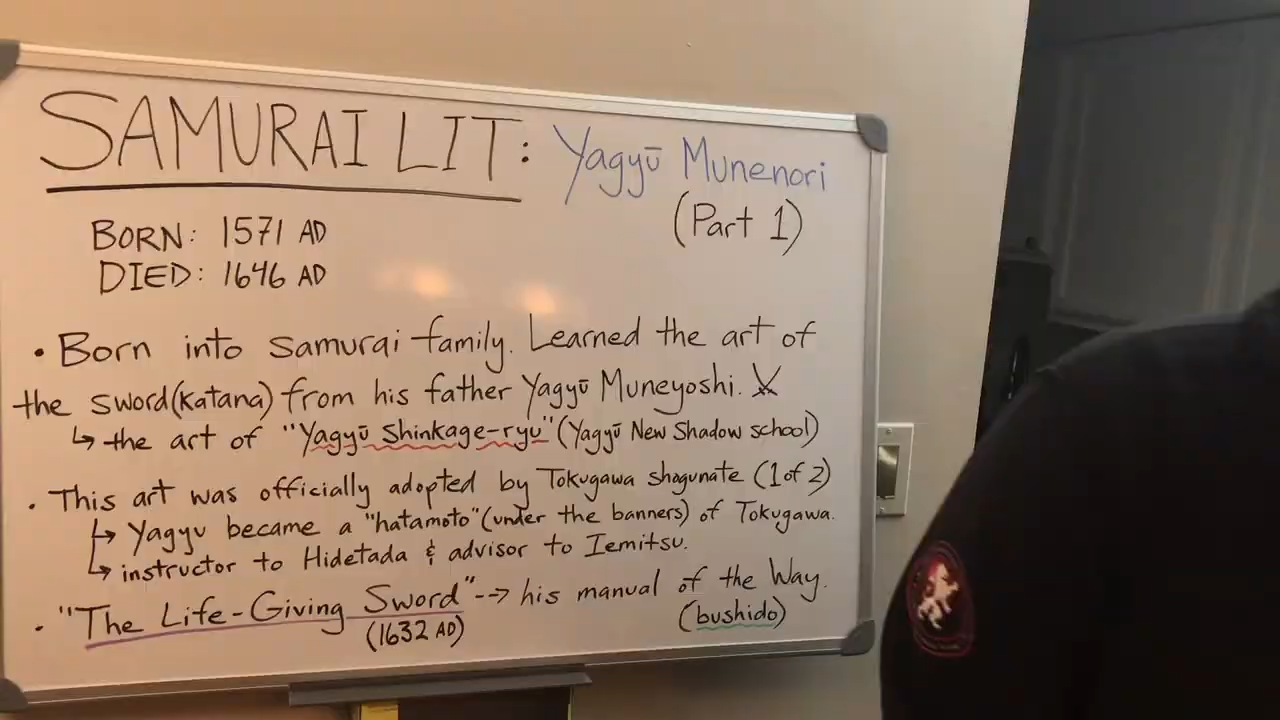 SAMURAI LIT: Yagyū Munenori
(Part 1)
BORN: 1571 AD
DIED: 1646 AD
• Born into samurai family. Learned the art of
the sword(katana) from his father Yagyū Muneyoshi.
↳ the art of "Yagyū Shinkage-ryu" (Yagyū New Shadow school)
• This art was officially adopted by Tokugawa shogunate (1 of 2)
↳ Yagyu became a "hatamoto" (under the banners) of Tokugawa.
↳ instructor to Hidetada & advisor to Iemitsu.
• "The Life-Giving Sword" --> his manual of the Way.
(1632 AD) (bushido)